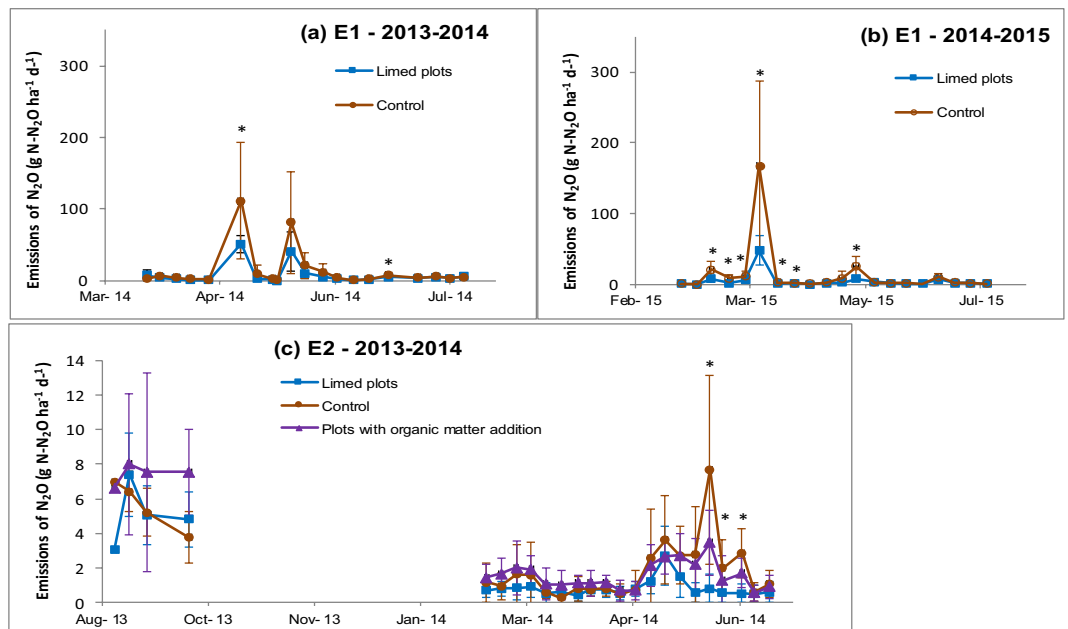 (a) E1 - 2013-2014
Emissions of N₂O (g N-N₂O ha⁻¹ d⁻¹)
300
200
100
0
Limed plots
Control
*
*
Mar- 14
April- 14
Jun- 14
Jul- 14
(b) E1 - 2014-2015
Emissions of N₂O (g N-N₂O ha⁻¹ d⁻¹)
300
200
100
0
Limed plots
Control
*
*
*
*
*
*
*
Feb- 15
Mar- 15
May- 15
Jul- 15
(c) E2 - 2013-2014
Emissions of N₂O (g N-N₂O ha⁻¹ d⁻¹)
14
12
10
8
6
4
2
0
Limed plots
Control
Plots with organic matter addition
*
*
*
Aug- 13
Oct- 13
Nov- 13
Jan- 14
Mar- 14
Apr- 14
Jun- 14